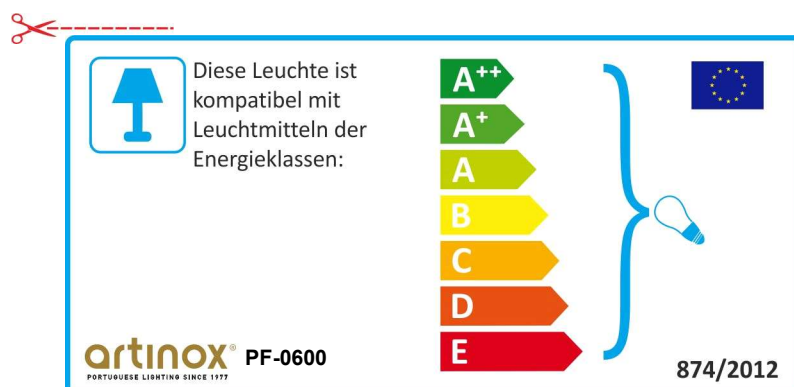 Diese Leuchte ist
kompatibel mit
Leuchtmitteln der
Energieklassen:
A++
A+
A
B
C
D
E
artinox® PF-0600
PORTUGUESE LIGHTING SINCE 1977
874/2012